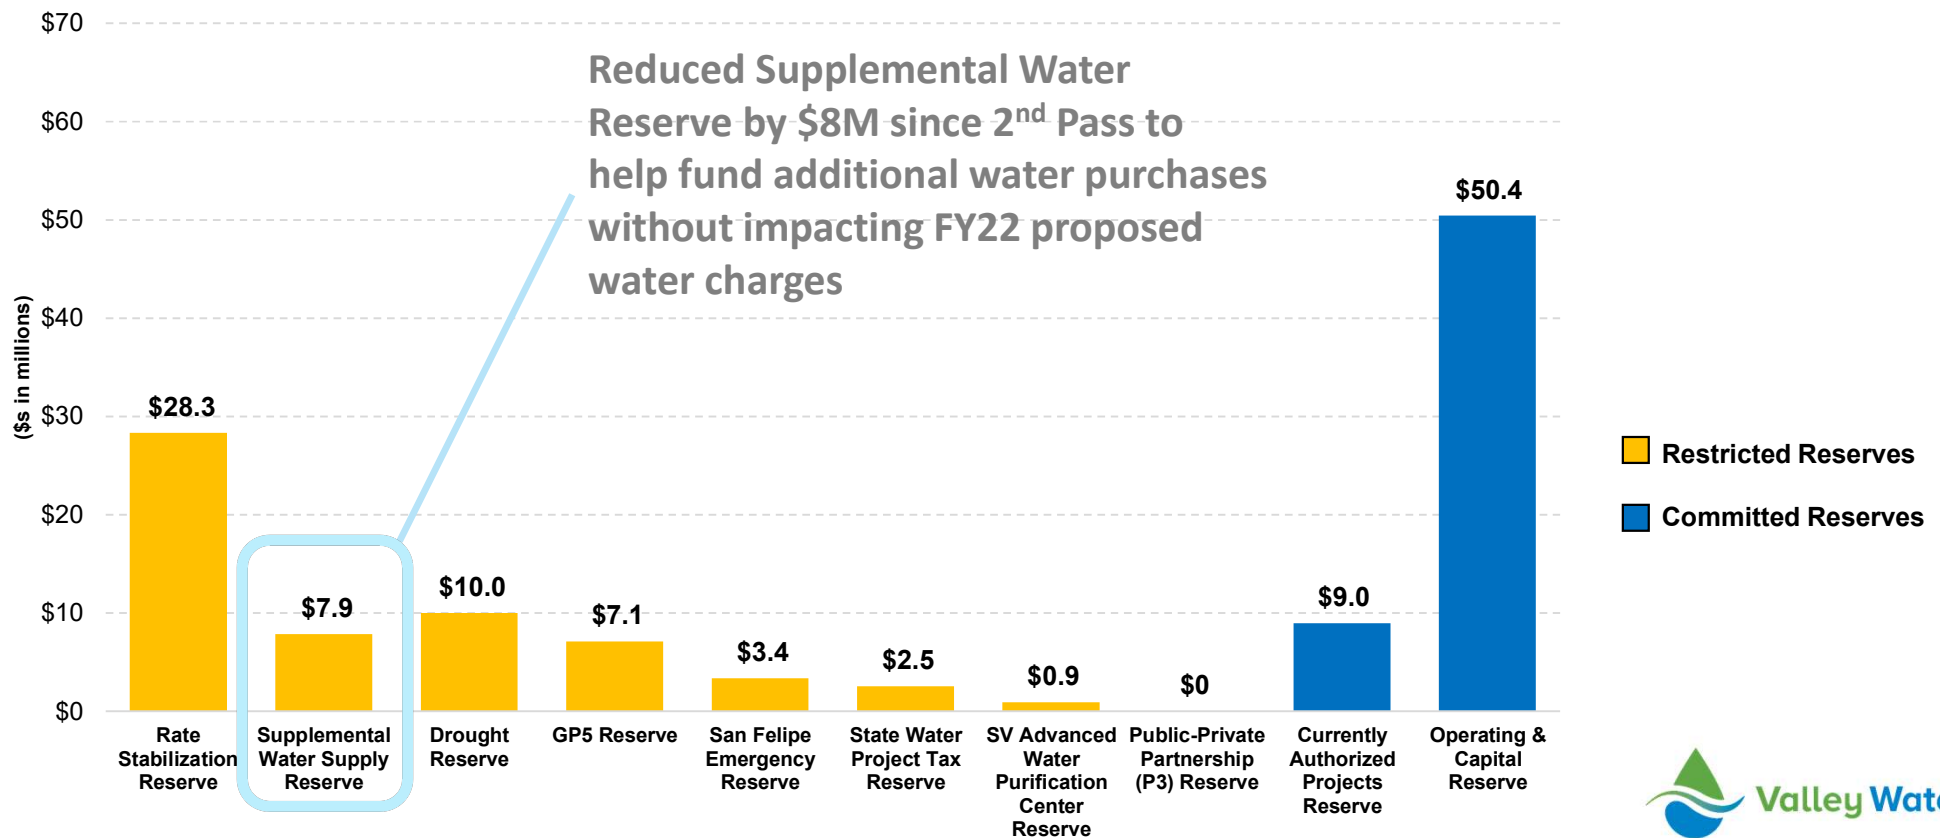 $70
$60
$50
$40
$30
$20
$10
$0
($s in millions)
Reduced Supplemental Water
Reserve by $8M since 2nd Pass to
help fund additional water purchases
without impacting FY22 proposed
water charges
$28.3
$7.9
$10.0
$7.1
$3.4
$2.5
$0.9
$0
$9.0
$50.4
Rate
Stabilization
Reserve
Supplemental
Water Supply
Reserve
Drought
Reserve
GP5 Reserve
San Felipe
Emergency
Reserve
State Water
Project Tax
Reserve
SV Advanced
Water
Purification
Center
Reserve
Public-Private
Partnership
(P3) Reserve
Currently
Authorized
Projects
Reserve
Operating &
Capital
Reserve
Restricted Reserves
Committed Reserves
Valley Wate